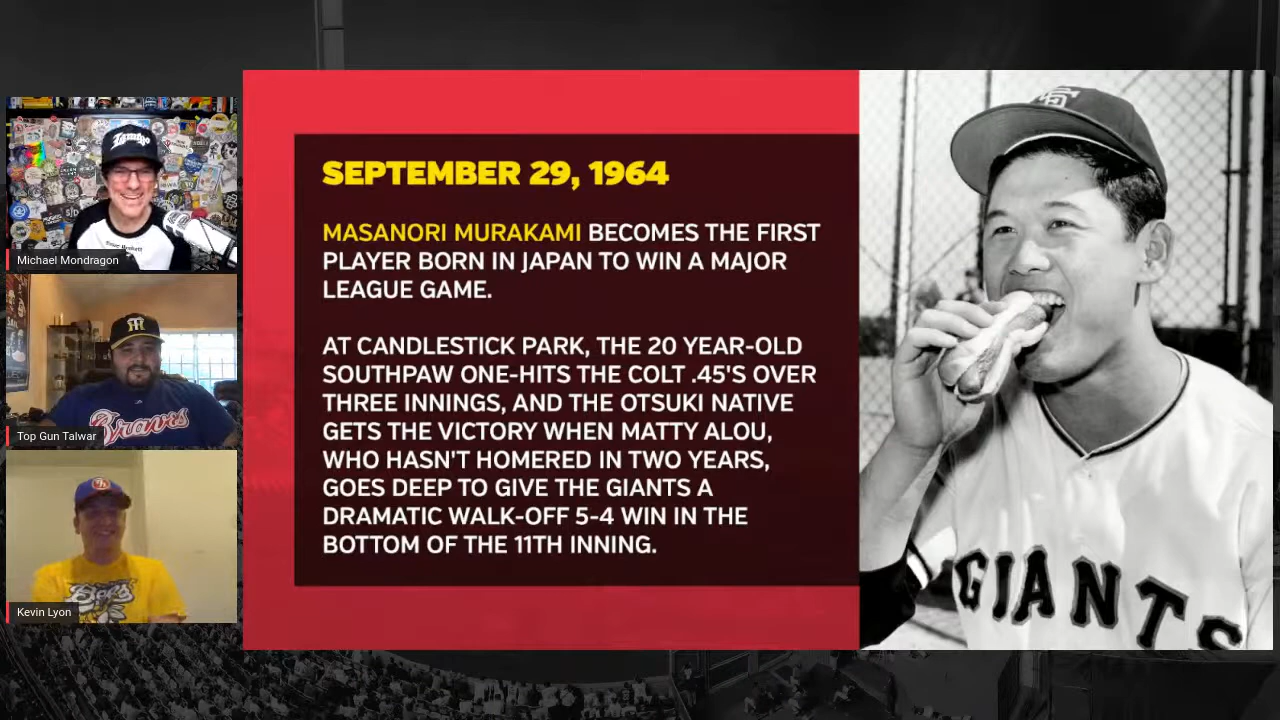 Michael Mondragon
Braves
Top Gun Talwar
Kevin Lyon
SEPTEMBER 29, 1964
MASANORI MURAKAMI BECOMES THE FIRST
PLAYER BORN IN JAPAN TO WIN A MAJOR
LEAGUE GAME.
AT CANDLESTICK PARK, THE 20 YEAR-OLD
SOUTHPAW ONE-HITS THE COLT .45'S OVER
THREE INNINGS, AND THE OTSUKI NATIVE
GETS THE VICTORY WHEN MATTY ALOU,
WHO HASN'T HOMERED IN TWO YEARS,
GOES DEEP TO GIVE THE GIANTS A
DRAMATIC WALK-OFF 5-4 WIN IN THE
BOTTOM OF THE 11TH INNING.
SF
GIANTS